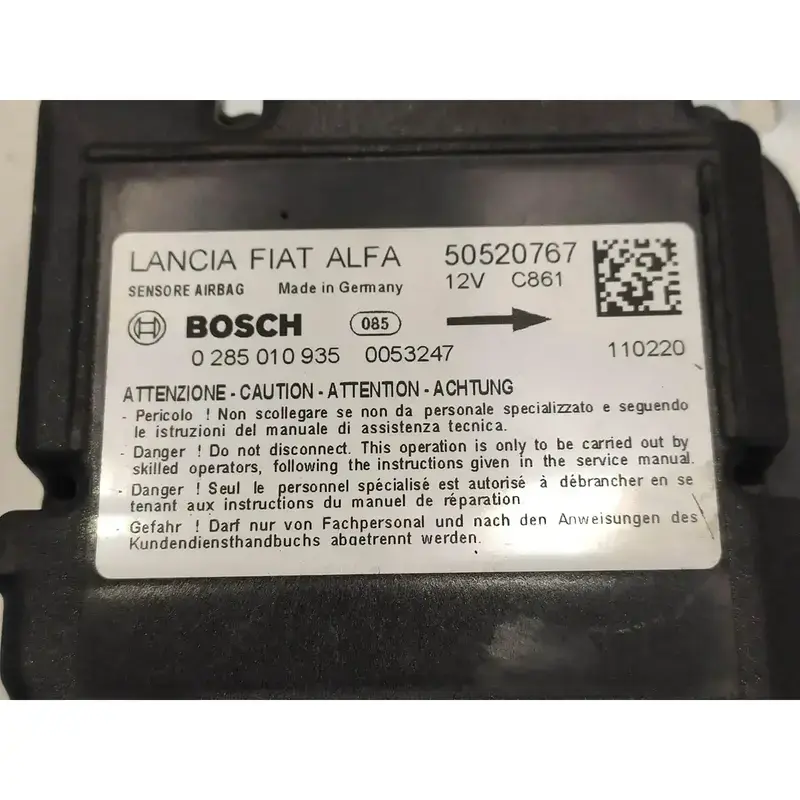 LANCIA FIAT ALFA 50520767
SENSORE AIRBAG Made in Germany 12V C861
BOSCH 085
0 285 010 935 0053247 110220
ATTENZIONE - CAUTION - ATTENTION - ACHTUNG
- Pericolo ! Non scollegare se non da personale specializzato e seguendo
le istruzioni del manuale di assistenza tecnica.
- Danger ! Do not disconnect. This operation is only to be carried out by
skilled operators, following the instructions given in the service manual.
- Danger ! Seul le personnel spécialisé est autorisé à débrancher en se
tenant aux instructions du manuel de réparation
- Gefahr ! Darf nur von Fachpersonal und nach den Anweisungen des
Kundendiensthandbuchs abgetrennt werden.